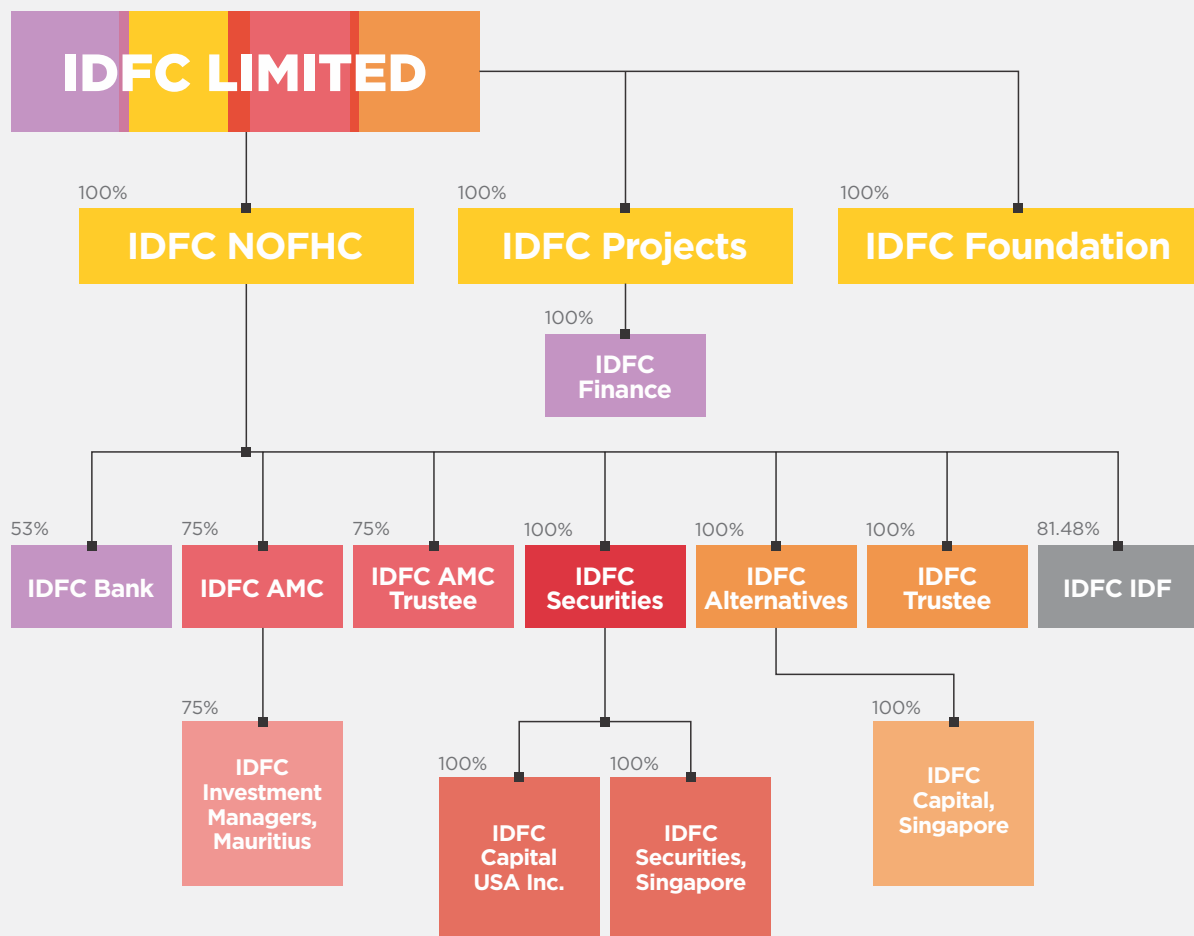 IDFC LIMITED
100%
100%
100%
IDFC NOFHC
IDFC Projects
IDFC Foundation
100%
IDFC
Finance
53%
75%
75%
100%
100%
100%
81.48%
IDFC Bank
IDFC AMC
IDFC AMC
Trustee
IDFC
Securities
IDFC
Alternatives
IDFC
Trustee
IDFC IDF
75%
IDFC
Investment
Managers,
Mauritius
100%
IDFC
Capital
USA Inc.
100%
IDFC
Securities,
Singapore
100%
IDFC
Capital,
Singapore